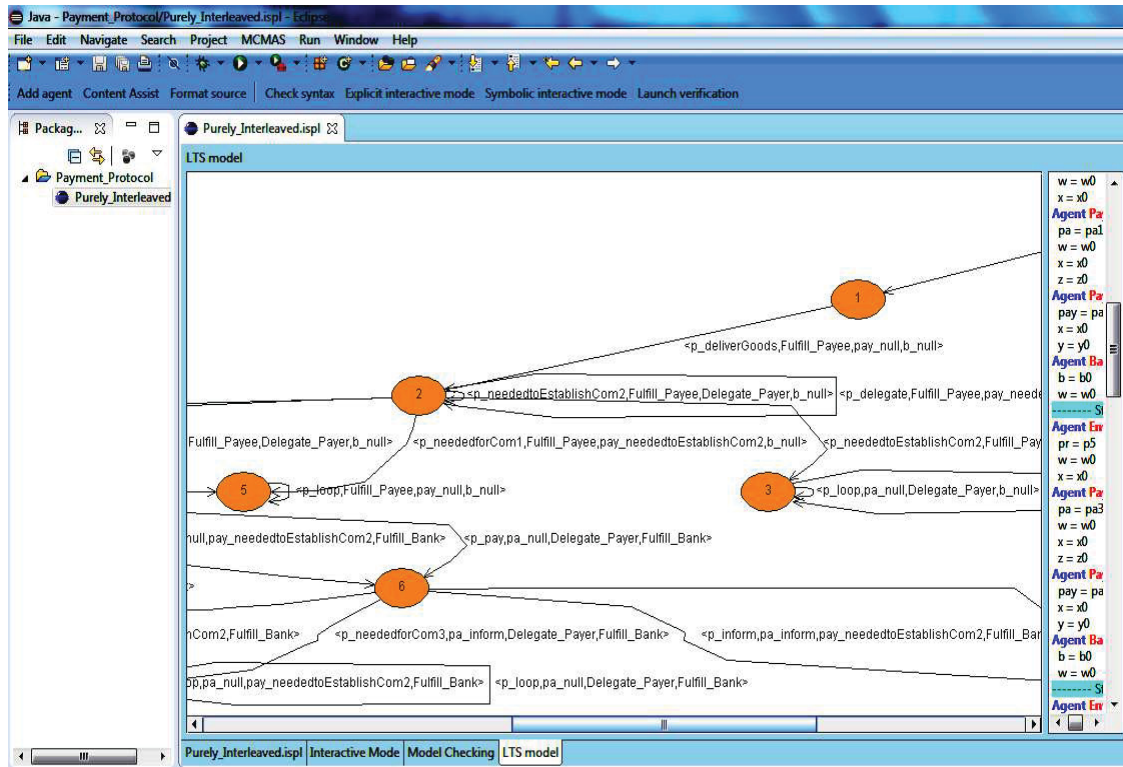 Java - Payment_Protocol/Purely_Interleaved.ispl - Eclipse
File Edit Navigate Search Project MCMAS Run Window Help
Add agent Content Assist Format source Check syntax Explicit interactive mode Symbolic interactive mode Launch verification
Packag...
Payment_Protocol
Purely_Interleaved
Purely_Interleaved.ispl
LTS model
1
<p_deliverGoods,Fulfill_Payee,pay_null,b_null>
2
<p_neededtoEstablishCom2,Fulfill_Payee,Delegate_Payer,b_null>
<p_delegate,Fulfill_Payee,pay_neede
Fulfill_Payee,Delegate_Payer,b_null>
<p_neededforCom1,Fulfill_Payee,pay_neededtoEstablishCom2,b_null>
<p_neededtoEstablishCom2,Fulfill_Pay
5
<p_loop,Fulfill_Payee,pay_null,b_null>
3
<p_loop,pa_null,Delegate_Payer,b_null>
null,pay_neededtoEstablishCom2,Fulfill_Bank>
<p_pay,pa_null,Delegate_Payer,Fulfill_Bank>
6
>
nCom2,Fulfill_Bank>
<p_neededforCom3,pa_inform,Delegate_Payer,Fulfill_Bank>
<p_inform,pa_inform,pay_neededtoEstablishCom2,Fulfill_Ban
op,pa_null,pay_neededtoEstablishCom2,Fulfill_Bank>
<p_loop,pa_null,Delegate_Payer,Fulfill_Bank>
w = w0
x = x0
Agent Pa
pa = pa1
w = w0
x = x0
z = z0
Agent Pa
pay = pa
x = x0
y = y0
Agent Ba
b = b0
w = w0
-------- St
Agent En
pr = p5
w = w0
x = x0
Agent Pa
pa = pa3
w = w0
x = x0
z = z0
Agent Pa
pay = pa
x = x0
y = y0
Agent Ba
b = b0
w = w0
-------- St
Agent En
Purely_Interleaved.ispl Interactive Mode Model Checking LTS model